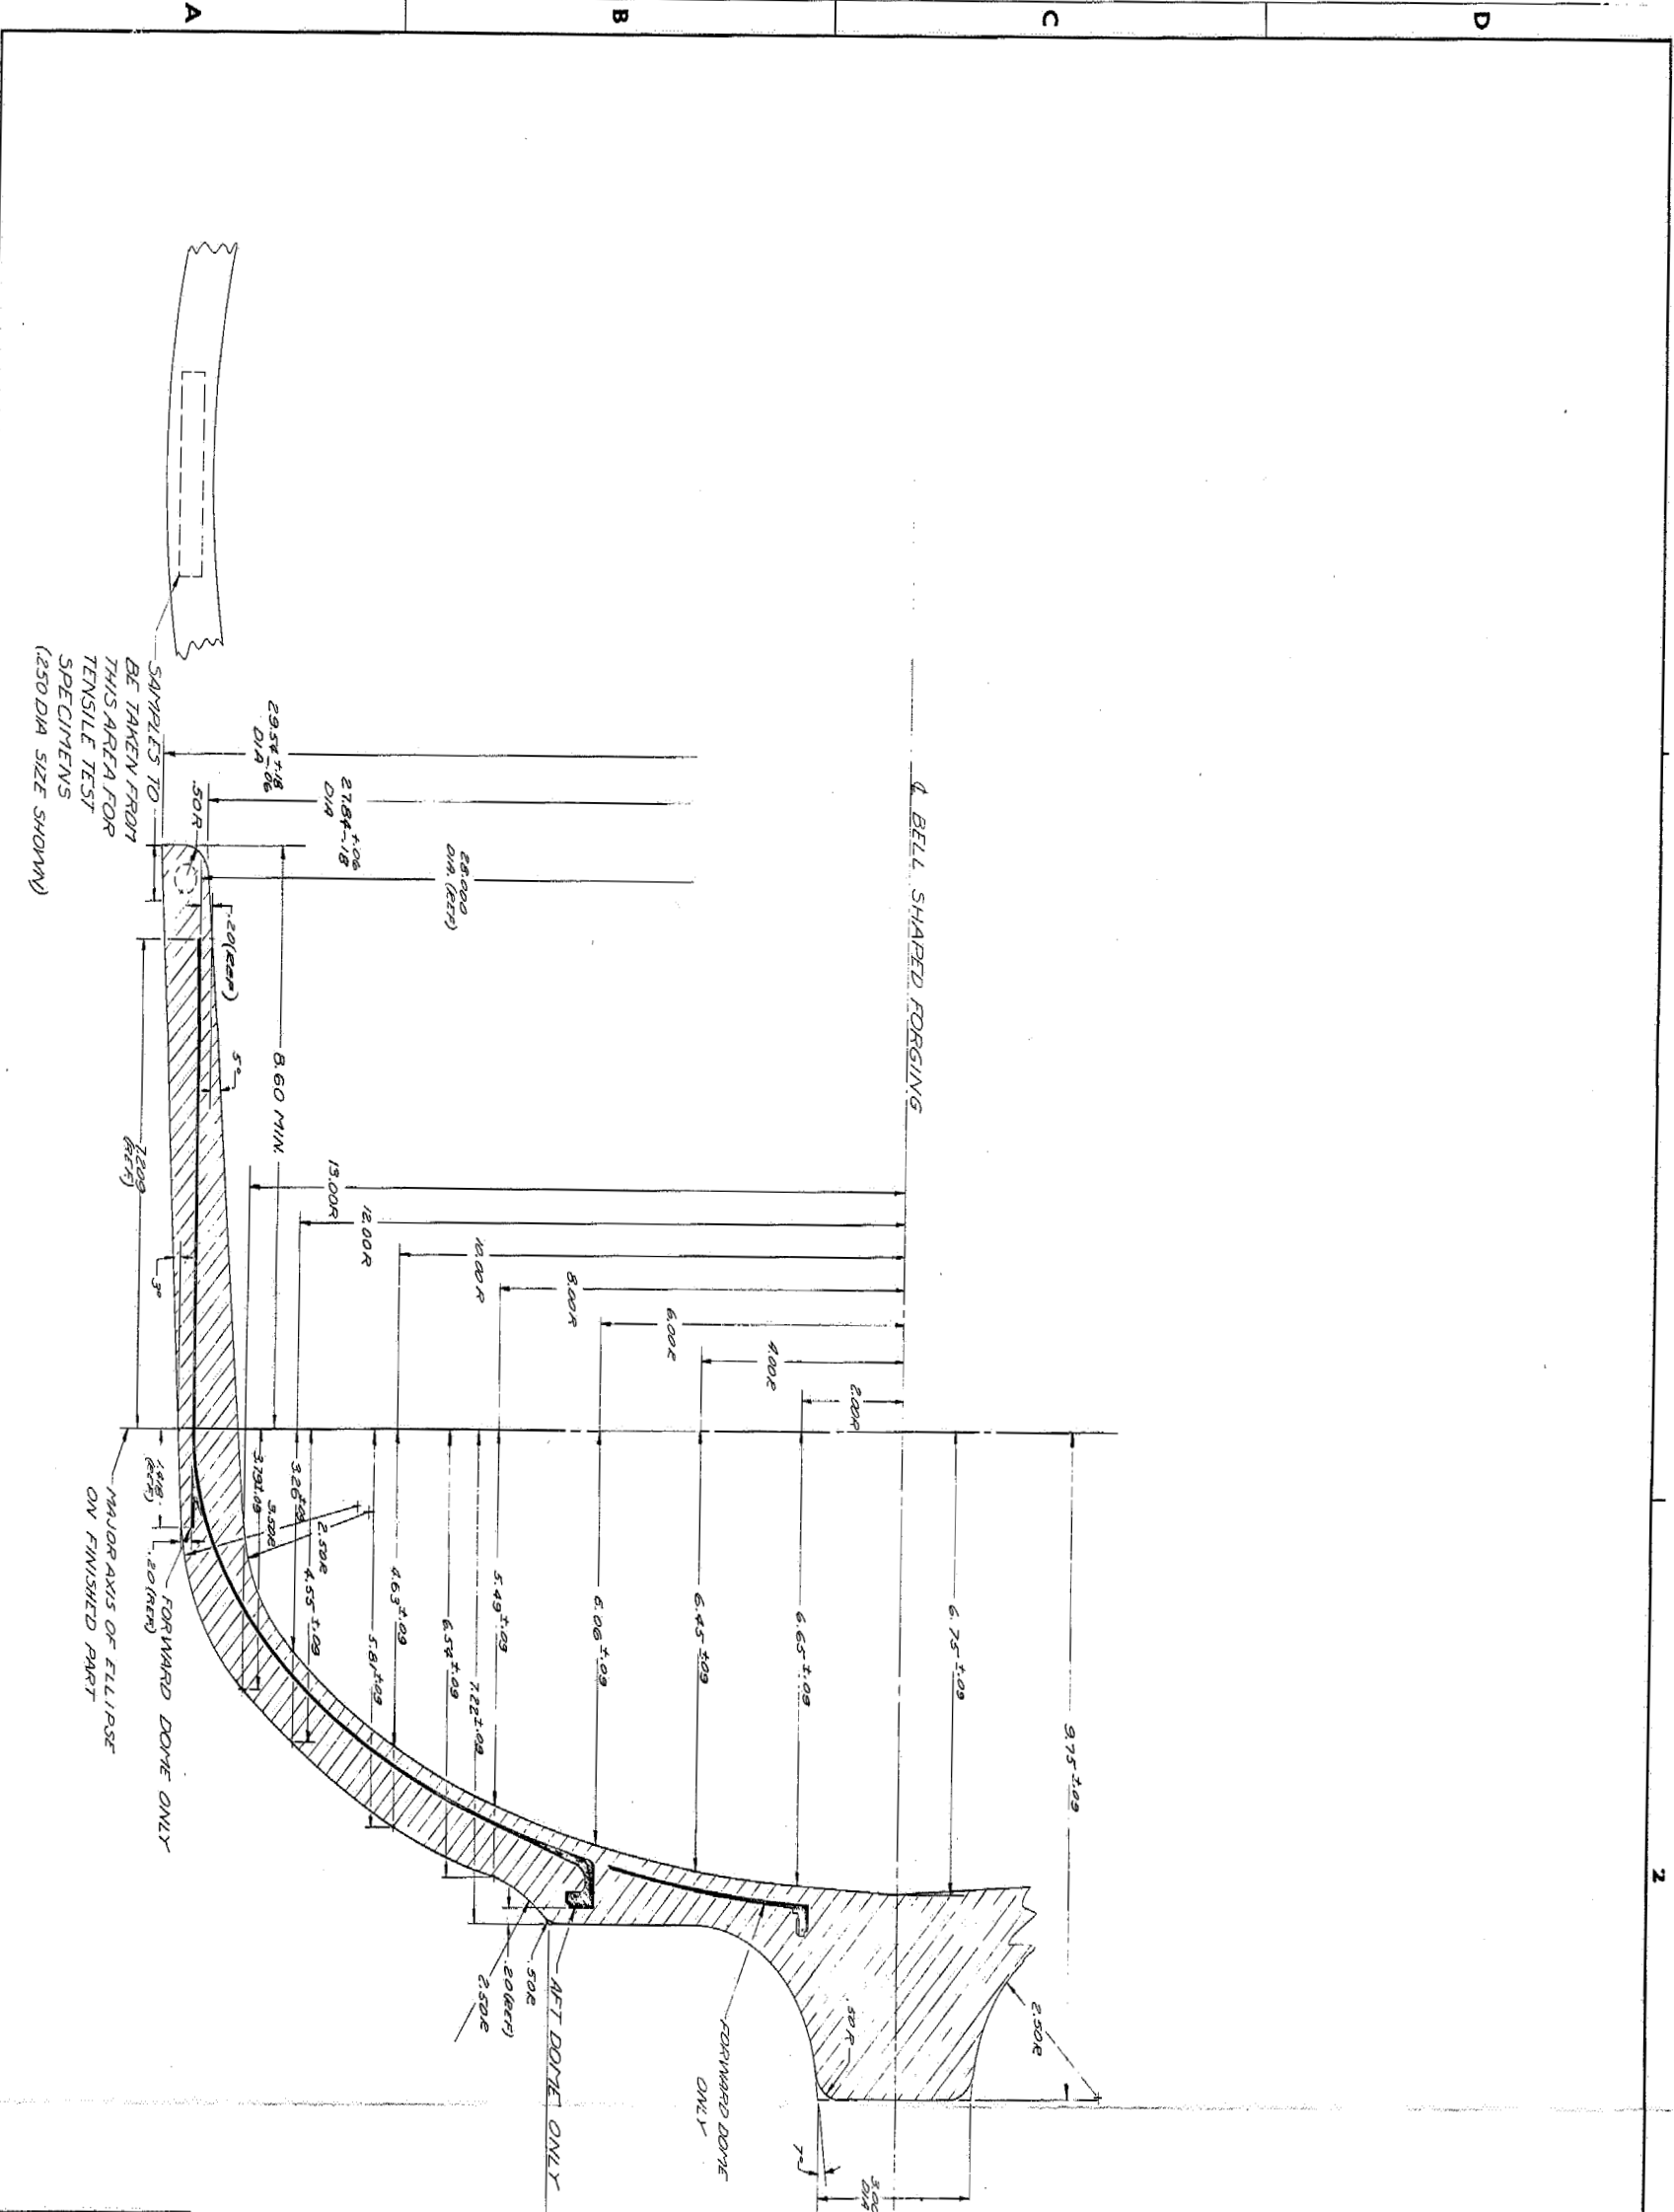 A
B
C
D
2
℄ BELL SHAPED FORGING
SAMPLES TO
BE TAKEN FROM
THIS AREA FOR
TENSILE TEST
SPECIMENS
(.250 DIA SIZE SHOWN)
29.54 +.18 -.06
DIA
27.84 +.06 -.18
DIA
28.000
DIA. (REF)
.50R
.20 (REF)
5°
8.60 MIN.
7.209
(REF)
3°
13.00R
12.00R
10.00R
8.00R
6.00R
4.00R
2.00R
(REF)
.20 (REF)
FORWARD DOME ONLY
MAJOR AXIS OF ELLIPSE
ON FINISHED PART
3.79±.09
3.50R
3.26±.09
2.50R
4.55±.09
5.81±.09
4.63±.09
6.54±.09
7.22±.09
5.49±.09
6.06±.09
6.45±.09
6.65±.09
6.75±.09
9.75±.09
2.50R
.20 (REF)
.50R
AFT DOME ONLY
FORWARD DOME
ONLY
.50R
2.50R
7°
3.00
DIA